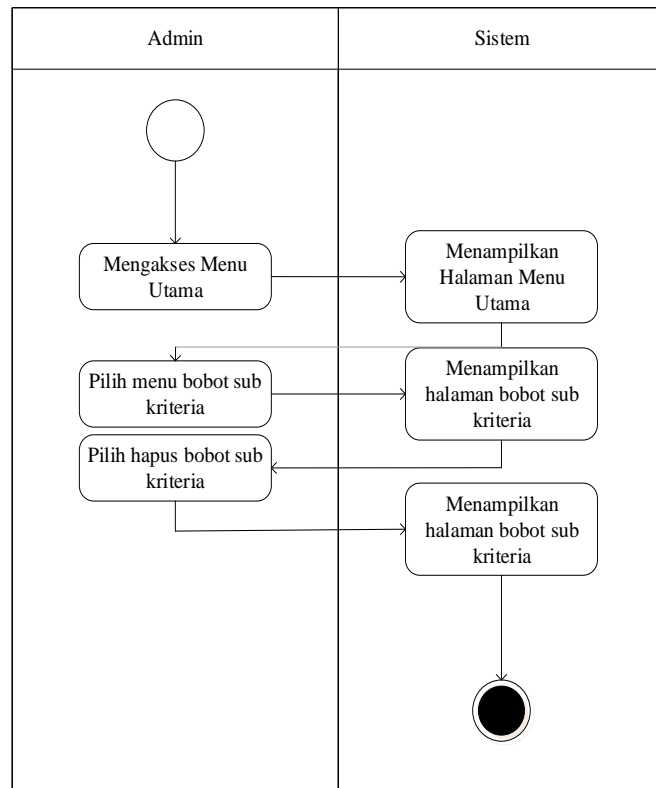 Admin
Sistem
Mengakses Menu
Utama
Menampilkan
Halaman Menu
Utama
Pilih menu bobot sub
kriteria
Menampilkan
halaman bobot sub
kriteria
Pilih hapus bobot sub
kriteria
Menampilkan
halaman bobot sub
kriteria